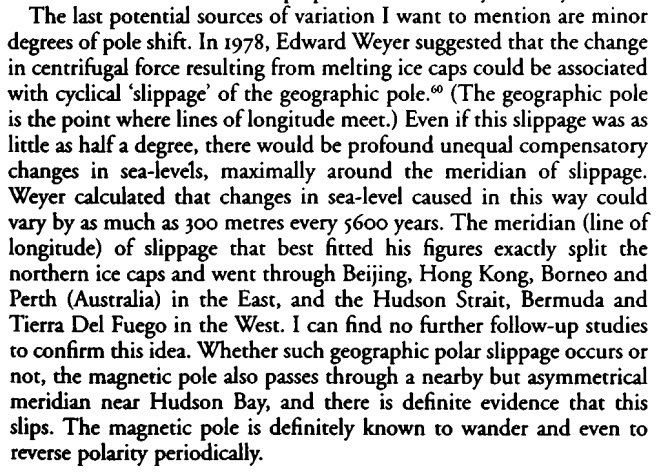 The last potential sources of variation I want to mention are minor
degrees of pole shift. In 1978, Edward Weyer suggested that the change
in centrifugal force resulting from melting ice caps could be associated
with cyclical ‘slippage’ of the geographic pole.⁶⁰ (The geographic pole
is the point where lines of longitude meet.) Even if this slippage was as
little as half a degree, there would be profound unequal compensatory
changes in sea-levels, maximally around the meridian of slippage.
Weyer calculated that changes in sea-level caused in this way could
vary by as much as 300 metres every 5600 years. The meridian (line of
longitude) of slippage that best fitted his figures exactly split the
northern ice caps and went through Beijing, Hong Kong, Borneo and
Perth (Australia) in the East, and the Hudson Strait, Bermuda and
Tierra Del Fuego in the West. I can find no further follow-up studies
to confirm this idea. Whether such geographic polar slippage occurs or
not, the magnetic pole also passes through a nearby but asymmetrical
meridian near Hudson Bay, and there is definite evidence that this
slips. The magnetic pole is definitely known to wander and even to
reverse polarity periodically.